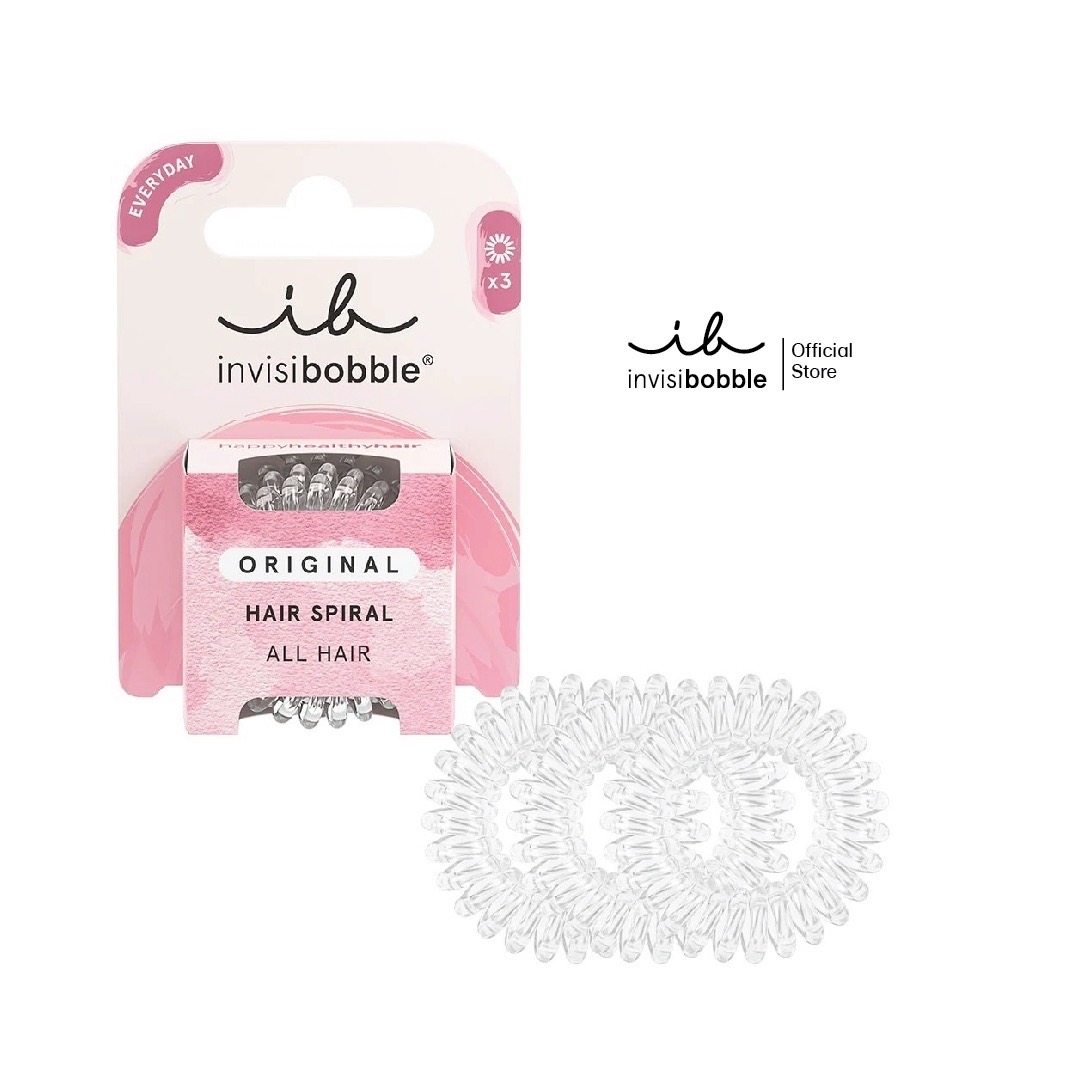 EVERYDAY
x3
ib
invisibobble®
happyhealthyhair
ORIGINAL
HAIR SPIRAL
ALL HAIR
ib
invisibobble
Official
Store